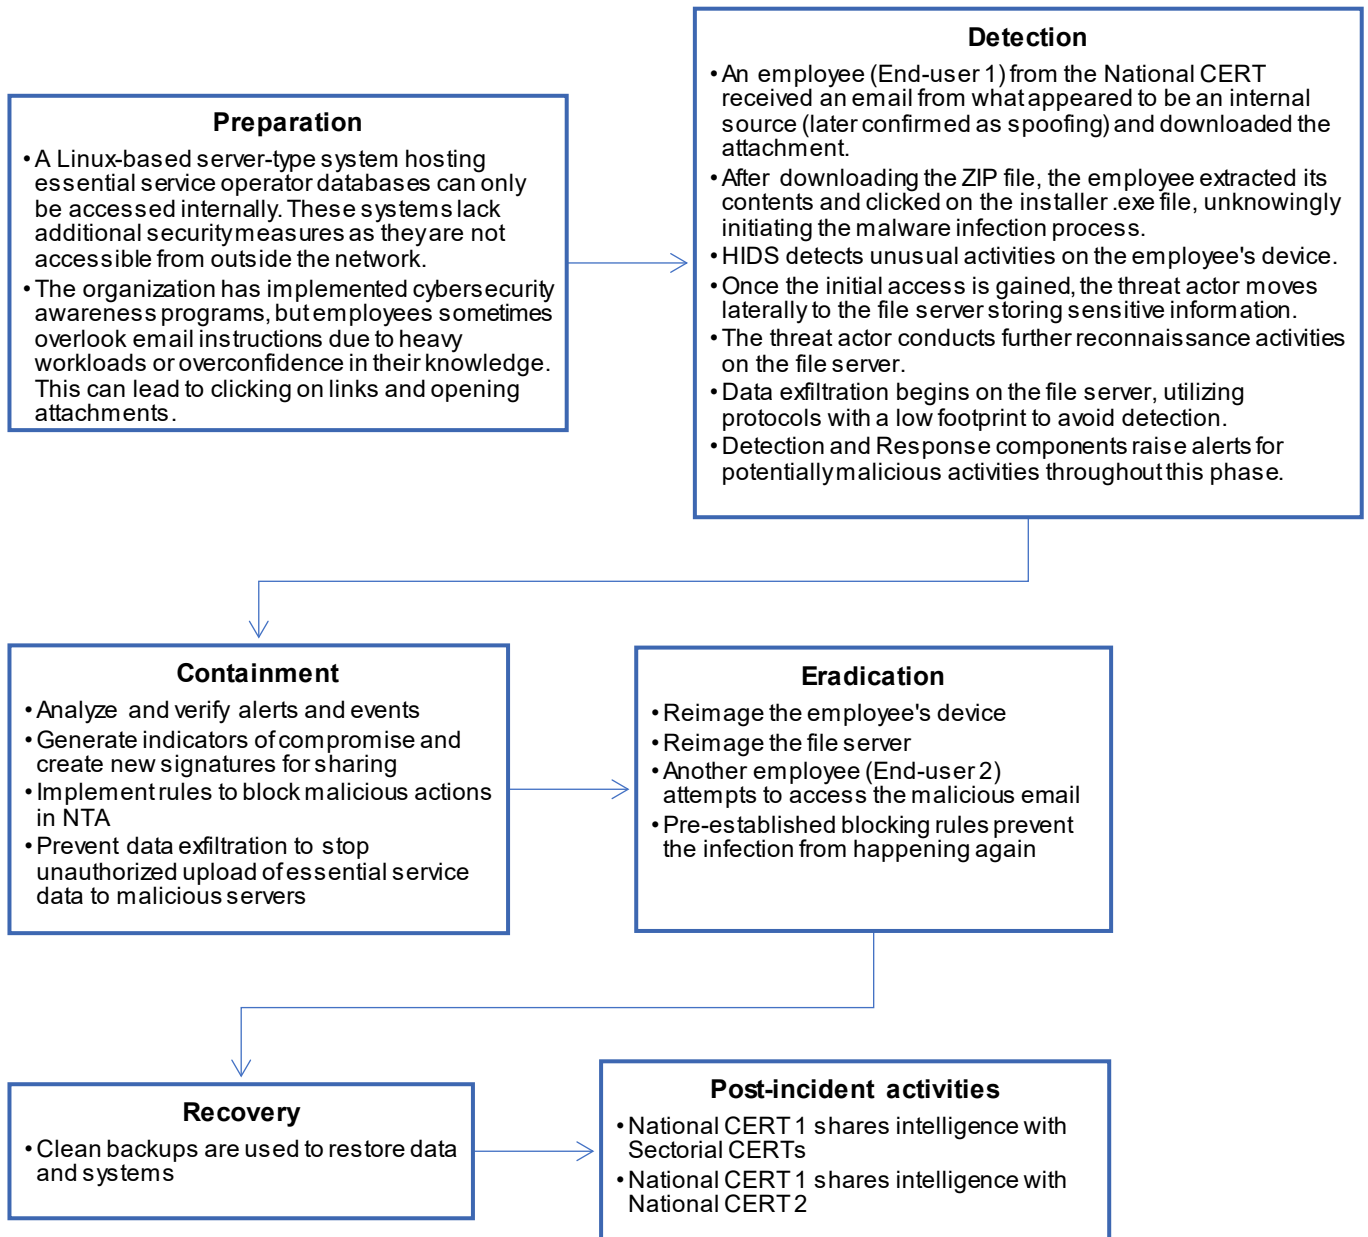 Preparation
• A Linux-based server-type system hosting
essential service operator databases can only
be accessed internally. These systems lack
additional security measures as they are not
accessible from outside the network.
• The organization has implemented cybersecurity
awareness programs, but employees sometimes
overlook email instructions due to heavy
workloads or overconfidence in their knowledge.
This can lead to clicking on links and opening
attachments.
Detection
• An employee (End-user 1) from the National CERT
received an email from what appeared to be an internal
source (later confirmed as spoofing) and downloaded the
attachment.
• After downloading the ZIP file, the employee extracted its
contents and clicked on the installer .exe file, unknowingly
initiating the malware infection process.
• HIDS detects unusual activities on the employee's device.
• Once the initial access is gained, the threat actor moves
laterally to the file server storing sensitive information.
• The threat actor conducts further reconnaissance activities
on the file server.
• Data exfiltration begins on the file server, utilizing
protocols with a low footprint to avoid detection.
• Detection and Response components raise alerts for
potentially malicious activities throughout this phase.
Containment
• Analyze and verify alerts and events
• Generate indicators of compromise and
create new signatures for sharing
• Implement rules to block malicious actions
in NTA
• Prevent data exfiltration to stop
unauthorized upload of essential service
data to malicious servers
Eradication
• Reimage the employee's device
• Reimage the file server
• Another employee (End-user 2)
attempts to access the malicious email
• Pre-established blocking rules prevent
the infection from happening again
Recovery
• Clean backups are used to restore data
and systems
Post-incident activities
• National CERT 1 shares intelligence with
Sectorial CERTs
• National CERT 1 shares intelligence with
National CERT 2